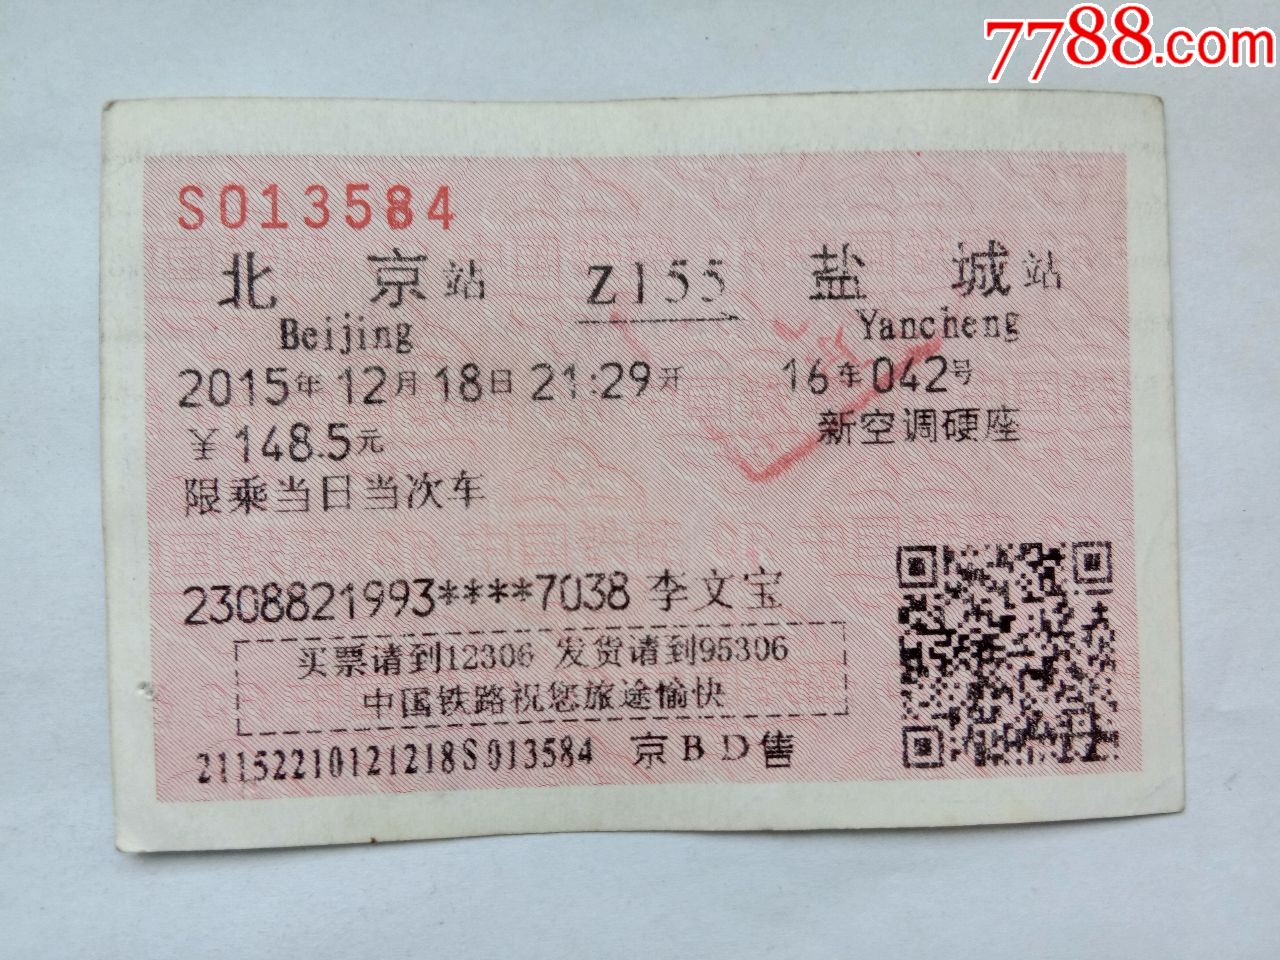 7788.com
S013584
北 京站 Z155 盐 城站
Beijing Yancheng
2015年12月18日21:29开 16车042号
￥148.5元 新空调硬座
限乘当日当次车
2308821993****7038 李文宝
买票请到12306 发货请到95306
中国铁路祝您旅途愉快
21152210121218S013584 京BD售